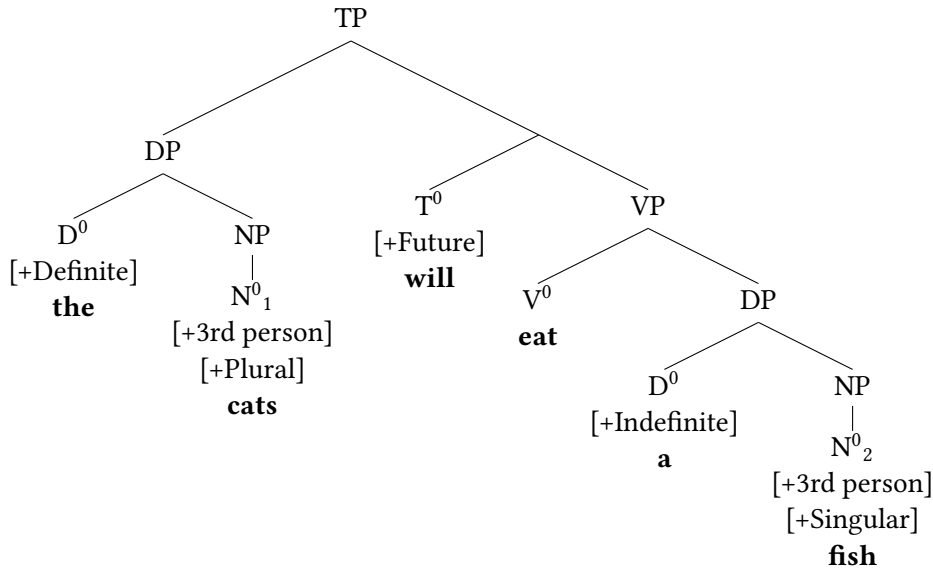 TP
DP
D⁰
[+Definite]
the
NP
N⁰₁
[+3rd person]
[+Plural]
cats
T⁰
[+Future]
will
VP
V⁰
eat
DP
D⁰
[+Indefinite]
a
NP
N⁰₂
[+3rd person]
[+Singular]
fish